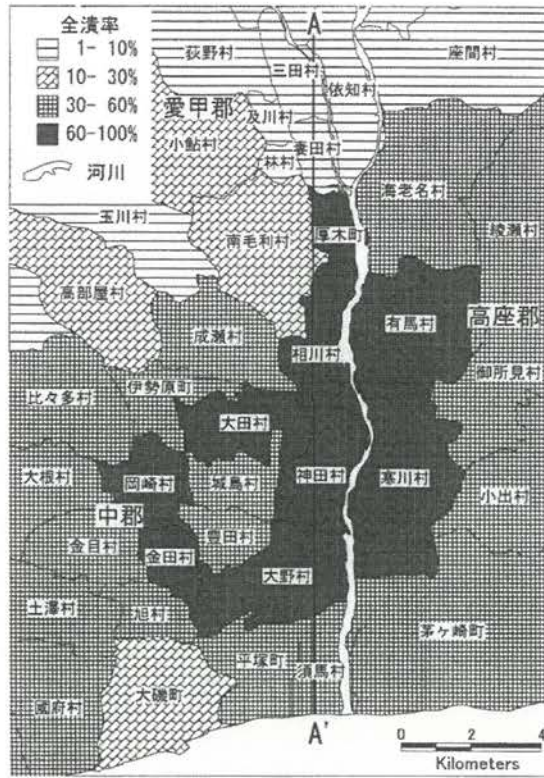 全潰率
1- 10%
10- 30%
30- 60%
60-100%
河川
A
荻野村
座間村
三田村
依知村
愛甲郡
及川村
小鮎村
林村
妻田村
海老名村
綾瀬村
玉川村
南毛利村
厚木町
高部屋村
有馬村
高座郡
成瀬村
相川村
御所見村
伊勢原町
比々多村
大田村
大根村
岡崎村
城島村
神田村
寒川村
小出村
中郡
金目村
豊田村
金田村
大野村
土澤村
旭村
茅ヶ崎町
平塚町
須馬村
大磯町
國府村
A'
0 2 4
Kilometers